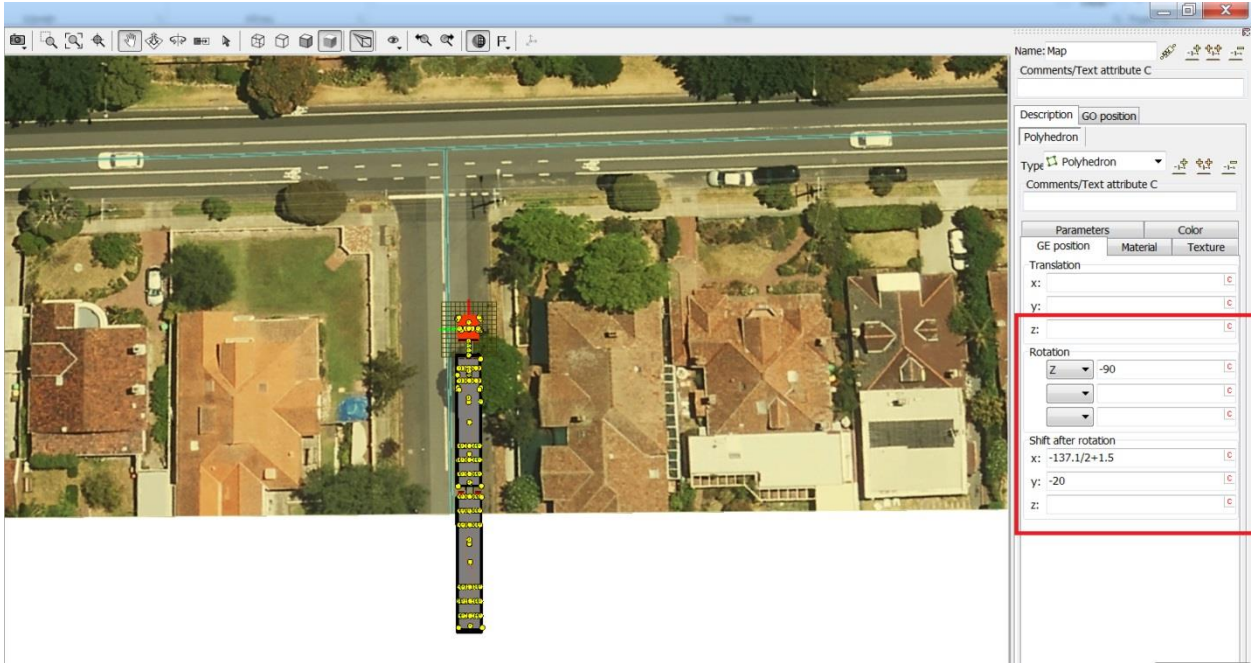 Name: Map
Comments/Text attribute C
Description GO position
Polyhedron
Type Polyhedron
Comments/Text attribute C
Parameters Color
GE position Material Texture
Translation
x: C
y: C
z: C
Rotation
Z -90 C
C
C
Shift after rotation
x: -137.1/2+1.5 C
y: -20 C
z: C